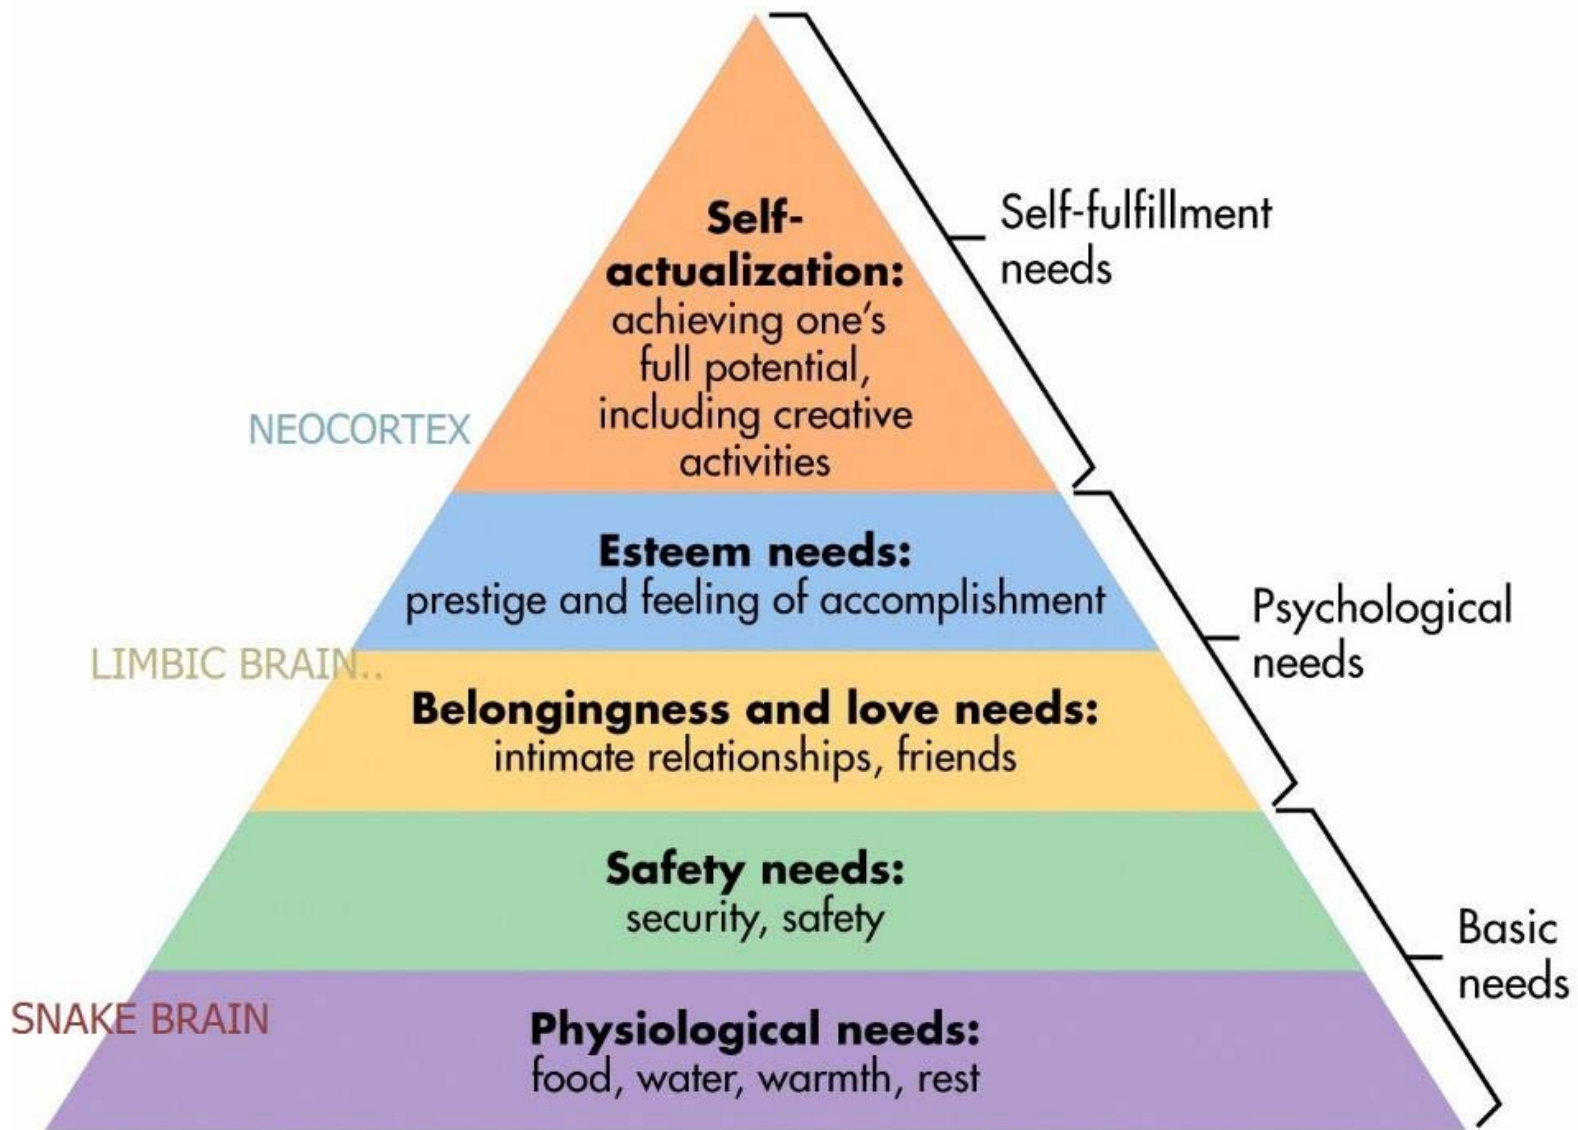 Self-
actualization:
achieving one's
full potential,
including creative
activities
Self-fulfillment
needs
NEOCORTEX
Esteem needs:
prestige and feeling of accomplishment
Psychological
needs
LIMBIC BRAIN..
Belongingness and love needs:
intimate relationships, friends
Safety needs:
security, safety
Basic
needs
SNAKE BRAIN
Physiological needs:
food, water, warmth, rest